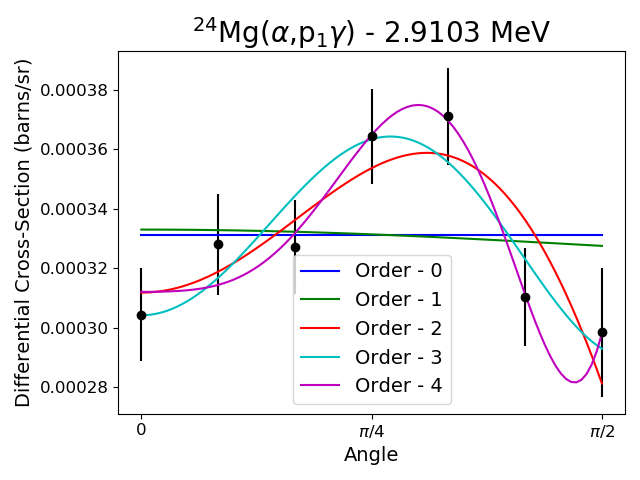 ²⁴Mg(α,p₁γ) - 2.9103 MeV
Differential Cross-Section (barns/sr)
0.00038
0.00036
0.00034
0.00032
0.00030
0.00028
Order - 0
Order - 1
Order - 2
Order - 3
Order - 4
0 π/4 π/2
Angle